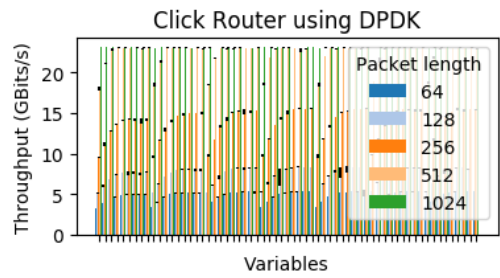 Click Router using DPDK
Throughput (GBits/s)
20
15
10
5
0
Packet length
64
128
256
512
1024
Variables